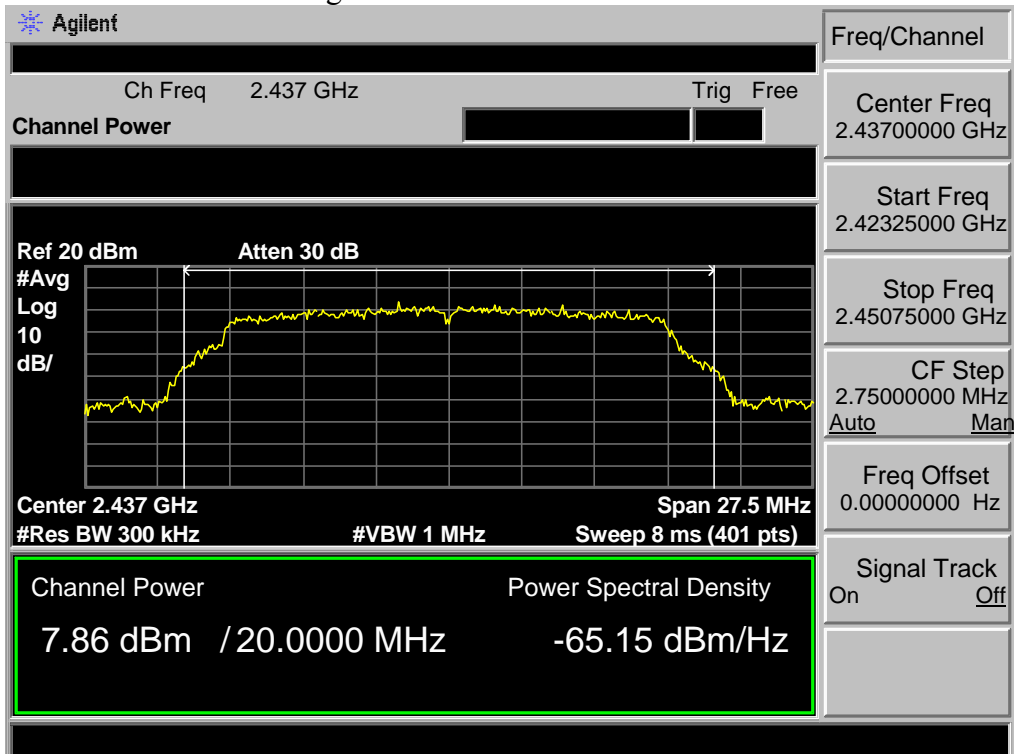 Agilent
Freq/Channel
Ch Freq 2.437 GHz Trig Free
Channel Power
Center Freq
2.43700000 GHz
Start Freq
2.42325000 GHz
Ref 20 dBm Atten 30 dB
#Avg
Log
10
dB/
Stop Freq
2.45075000 GHz
CF Step
2.75000000 MHz
Auto Man
Center 2.437 GHz Span 27.5 MHz
#Res BW 300 kHz #VBW 1 MHz Sweep 8 ms (401 pts)
Freq Offset
0.00000000 Hz
Channel Power Power Spectral Density
7.86 dBm / 20.0000 MHz -65.15 dBm/Hz
Signal Track
On Off